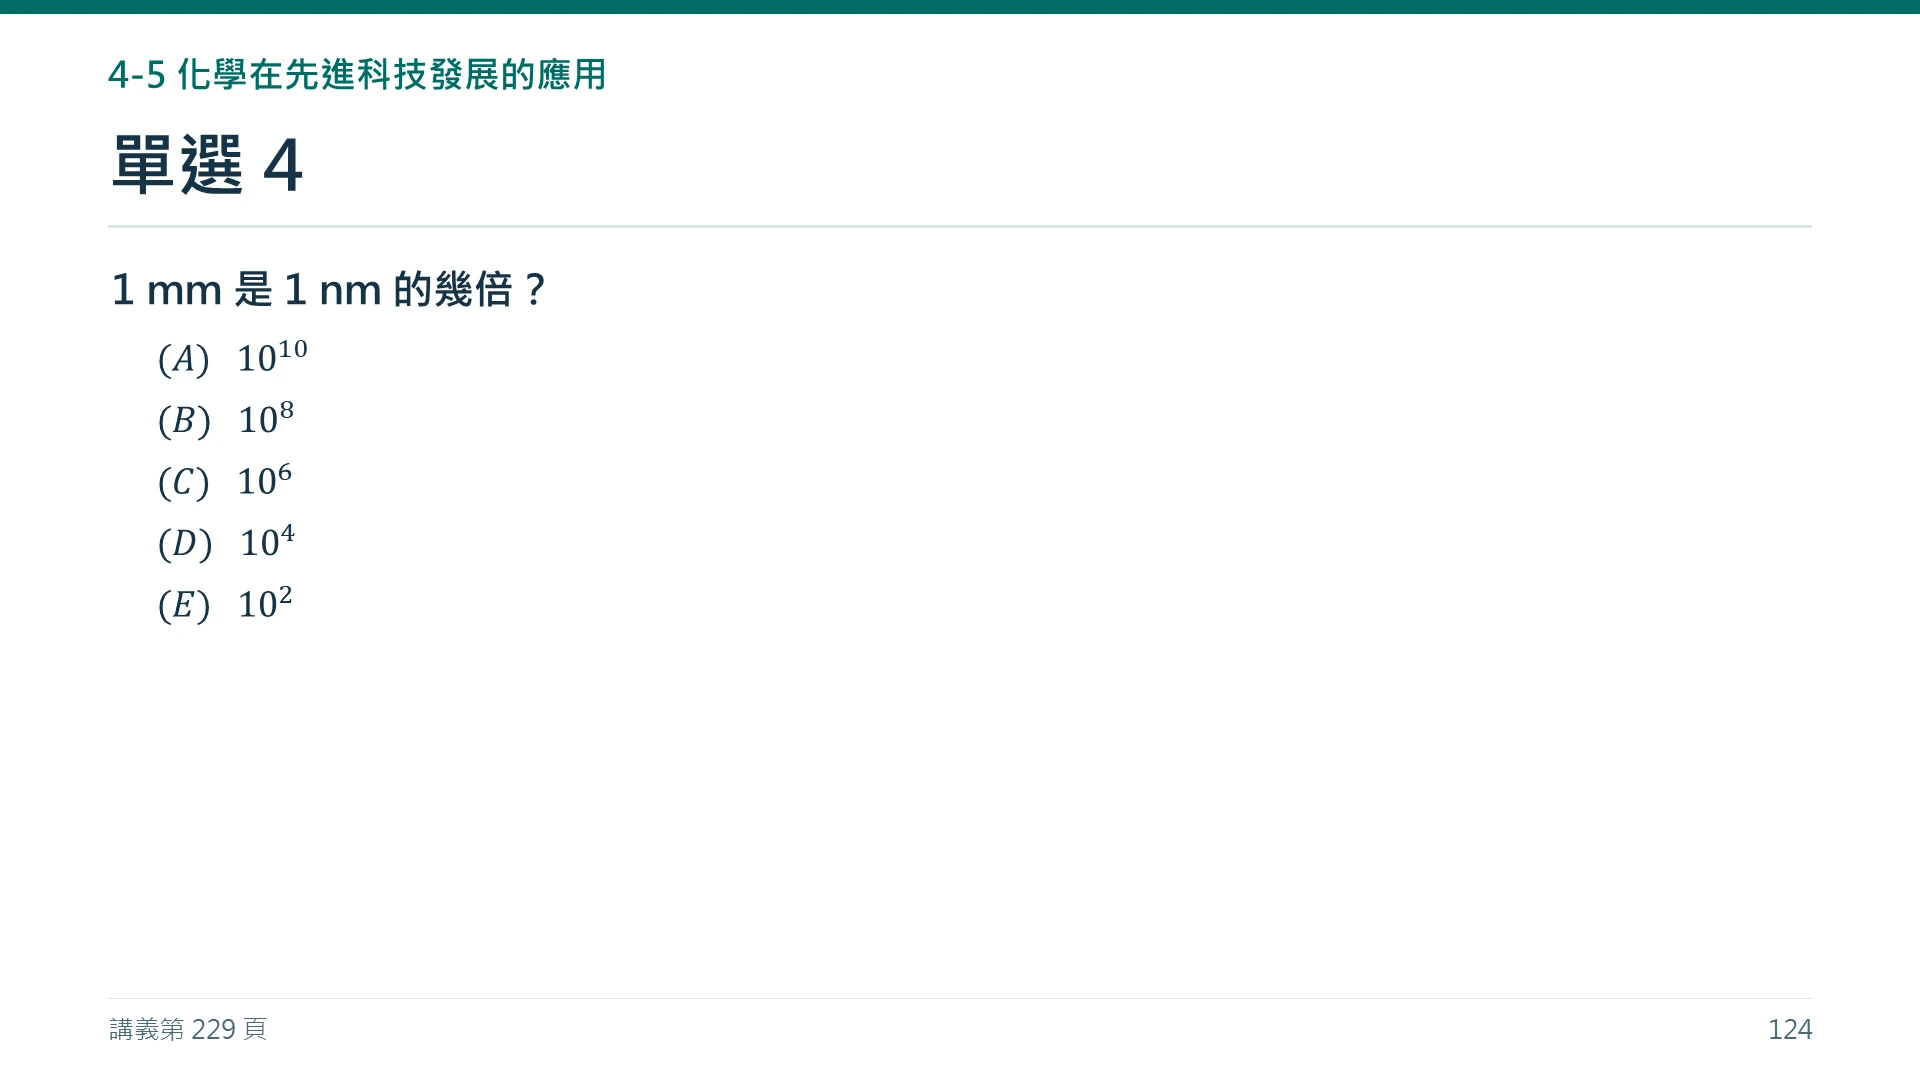 4-5 化學在先進科技發展的應用
單選 4
1 mm 是 1 nm 的幾倍？
(A) 10¹⁰
(B) 10⁸
(C) 10⁶
(D) 10⁴
(E) 10²
講義第 229 頁
124